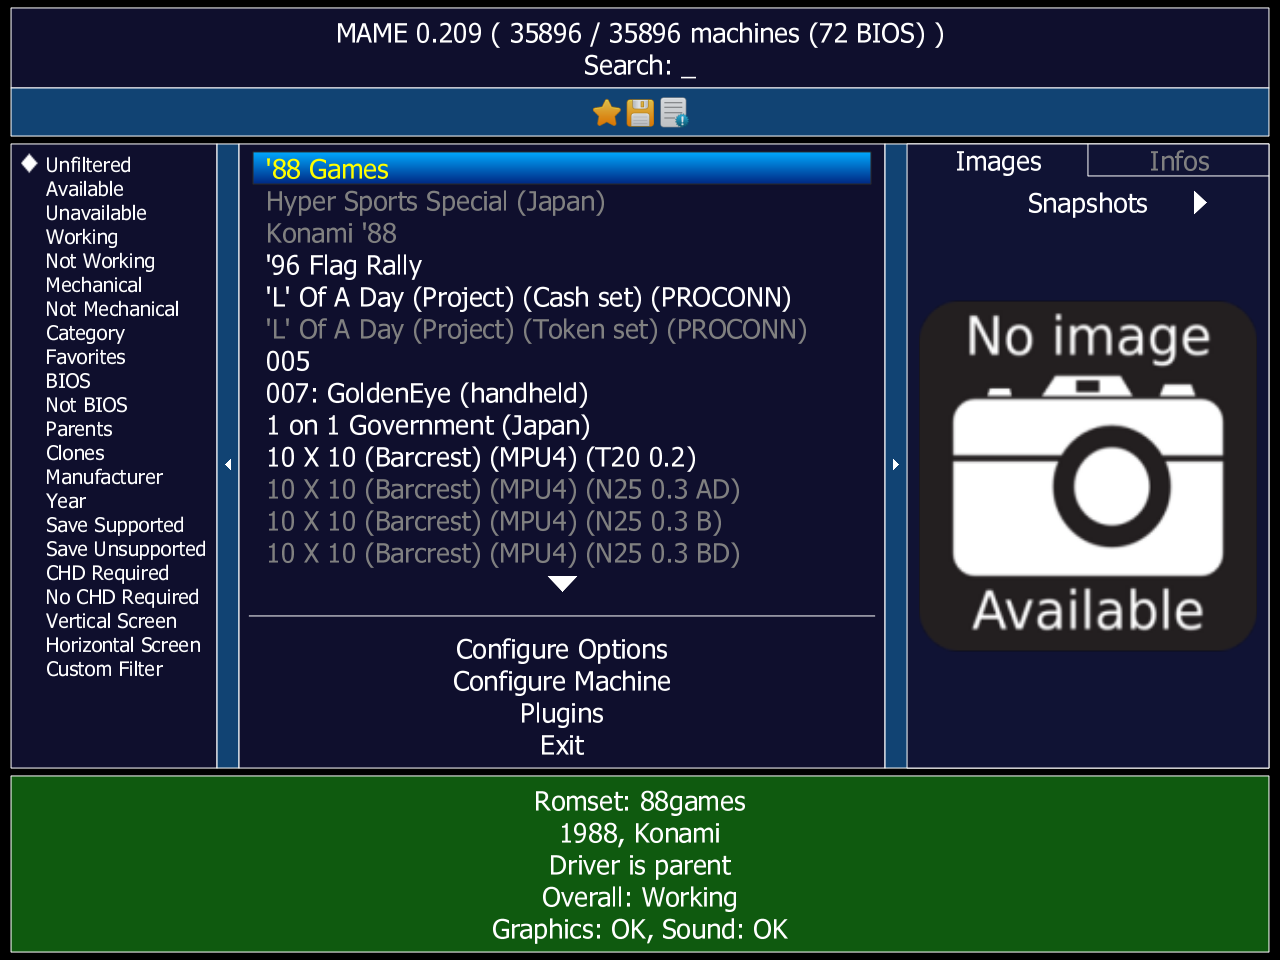 MAME 0.209 ( 35896 / 35896 machines (72 BIOS) )
Search: _
Unfiltered
Available
Unavailable
Working
Not Working
Mechanical
Not Mechanical
Category
Favorites
BIOS
Not BIOS
Parents
Clones
Manufacturer
Year
Save Supported
Save Unsupported
CHD Required
No CHD Required
Vertical Screen
Horizontal Screen
Custom Filter
'88 Games
Hyper Sports Special (Japan)
Konami '88
'96 Flag Rally
'L' Of A Day (Project) (Cash set) (PROCONN)
'L' Of A Day (Project) (Token set) (PROCONN)
005
007: GoldenEye (handheld)
1 on 1 Government (Japan)
10 X 10 (Barcrest) (MPU4) (T20 0.2)
10 X 10 (Barcrest) (MPU4) (N25 0.3 AD)
10 X 10 (Barcrest) (MPU4) (N25 0.3 B)
10 X 10 (Barcrest) (MPU4) (N25 0.3 BD)
Configure Options
Configure Machine
Plugins
Exit
Images Infos
Snapshots
No image
Available
Romset: 88games
1988, Konami
Driver is parent
Overall: Working
Graphics: OK, Sound: OK